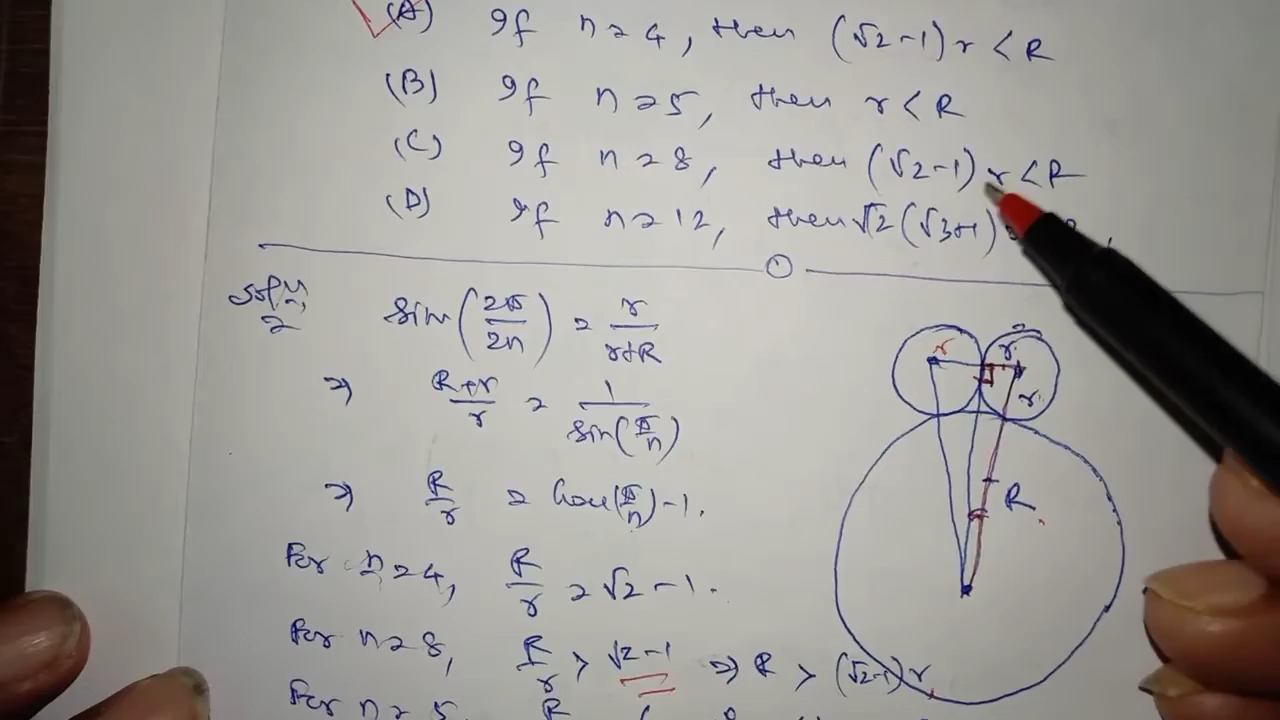 (A) If n = 4, then (√2-1) r < R
(B) If n = 5, then r < R
(C) If n = 8, then (√2-1) r < R
(D) If n = 12, then √2 (√3+1)
Soln
sin(2π/2n) = r/(r+R)
⇒ (R+r)/r = 1/sin(π/n)
⇒ R/r = Cosec(π/n) - 1.
For n = 4, R/r = √2 - 1.
For n = 8, R/r > √2-1 ⇒ R > (√2-1) r
For n = 5, R
r r
r
R